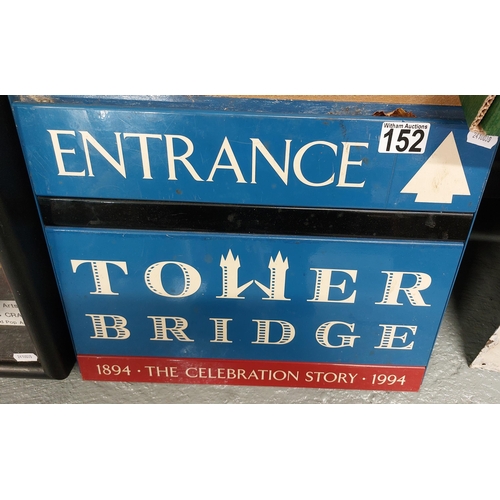 Witham Auctions
152
ENTRANCE
TOWER
BRIDGE
1894 · THE CELEBRATION STORY · 1994